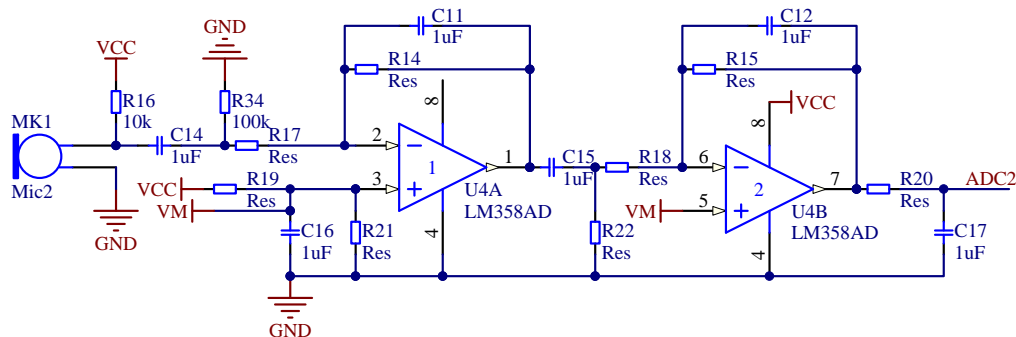 C11
1uF
R14
Res
C12
1uF
R15
Res
GND
VCC
R16
10k
R34
100k
MK1
Mic2
C14
1uF
R17
Res
2
3
8
1
1
4
U4A
LM358AD
C15
1uF
R18
Res
6
5
8
VCC
2
7
4
U4B
LM358AD
R20
Res
ADC2
VCC
R19
Res
VM
GND
C16
1uF
R21
Res
R22
Res
VM
C17
1uF
GND